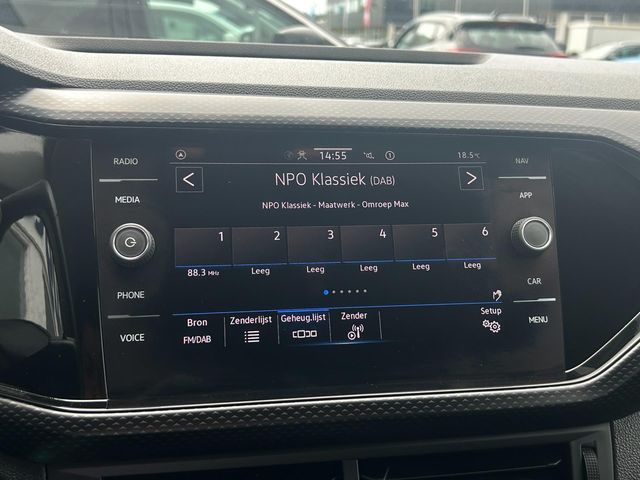 RADIO
MEDIA
PHONE
VOICE
14:55
18.5°C
NPO Klassiek (DAB)
NPO Klassiek - Maatwerk - Omroep Max
1 2 3 4 5 6
88.3 MHz Leeg Leeg Leeg Leeg Leeg
Bron
FM/DAB
Zenderlijst
Geheug.lijst
Zender
Setup
NAV
APP
CAR
MENU